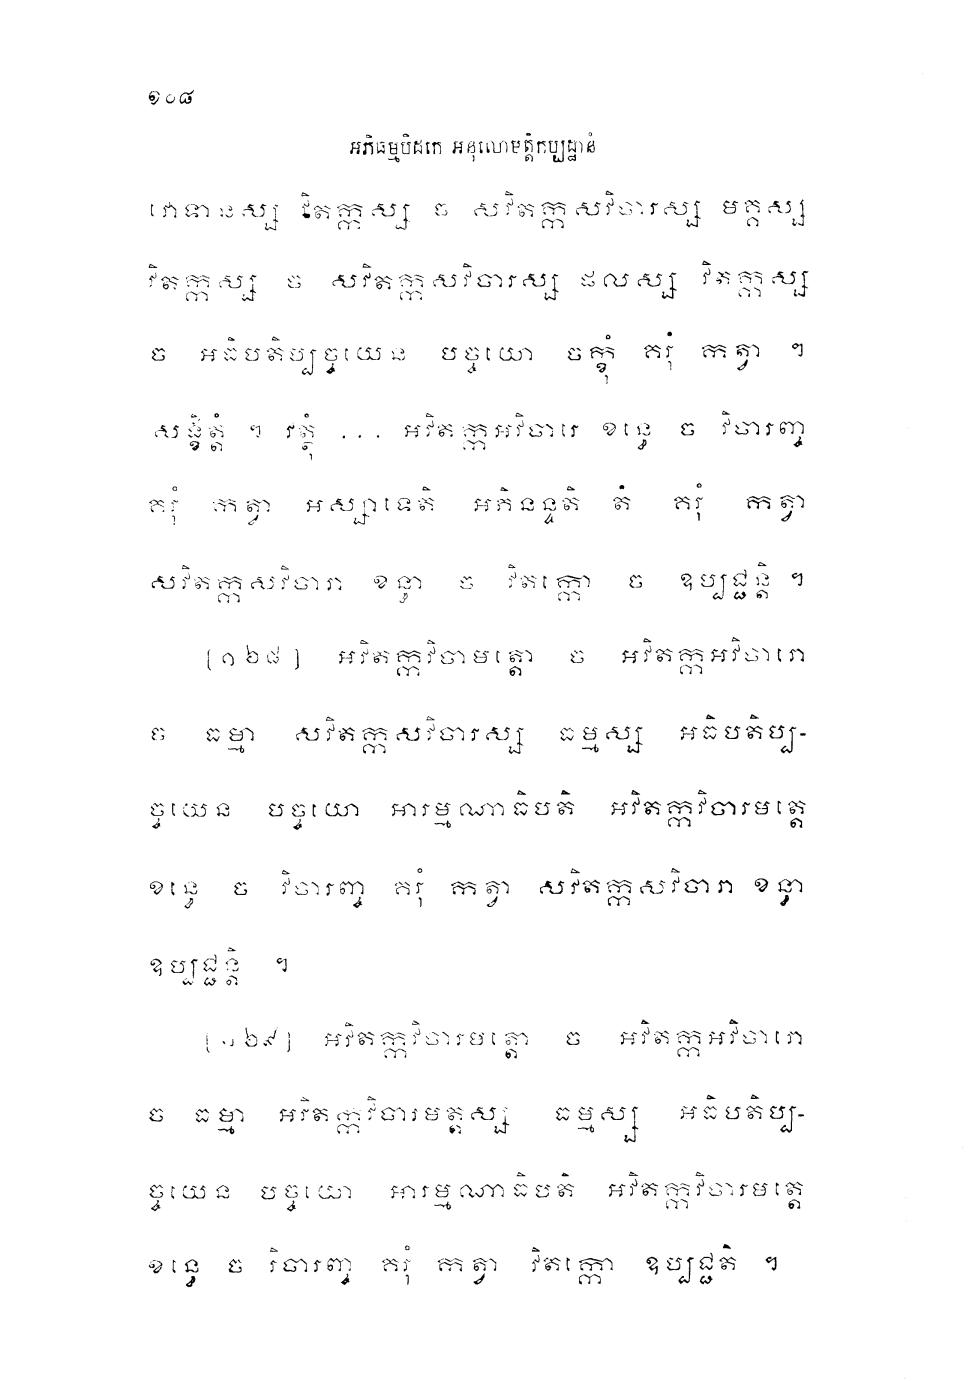 ១០៨
អភិធម្មបិដកេ អនុលោមត្តិកប្បដ្ឋានំ
វោទានស្ស វិតក្កស្ស ច សវិតក្កសវិចារស្ស មគ្គស្ស
វិតក្កស្ស ច សវិតក្កសវិចារស្ស ផលស្ស វិតក្កស្ស
ច អធិបតិប្បច្ចយេន បច្ចយោ ចក្ខុំ គរុំ កត្វា ។
សង្ខិត្តំ ។ វត្ថុំ ... អវិតក្កអវិចារេ ខន្ធេ ច វិចារញ្ច
គរុំ កត្វា អស្សាទេតិ អភិនន្ទតិ តំ គរុំ កត្វា
សវិតក្កសវិចារា ខន្ធា ច វិតក្កោ ច ឧប្បជ្ជន្តិ ។
[១២៨] អវិតក្កវិចាមត្តោ ច អវិតក្កអវិចារោ
ច ធម្មា សវិតក្កសវិចារស្ស ធម្មស្ស អធិបតិប្ប-
ច្ចយេន បច្ចយោ អារម្មណាធិបតិ អវិតក្កវិចារមត្តេ
ខន្ធេ ច វិចារញ្ច គរុំ កត្វា សវិតក្កសវិចារា ខន្ធា
ឧប្បជ្ជន្តិ ។
[១២៩] អវិតក្កវិចារមត្តោ ច អវិតក្កអវិចារោ
ច ធម្មា អវិតក្កវិចារមត្តស្ស ធម្មស្ស អធិបតិប្ប-
ច្ចយេន បច្ចយោ អារម្មណាធិបតិ អវិតក្កវិចារមត្តេ
ខន្ធេ ច វិចារញ្ច គរុំ កត្វា វិតក្កោ ឧប្បជ្ជតិ ។